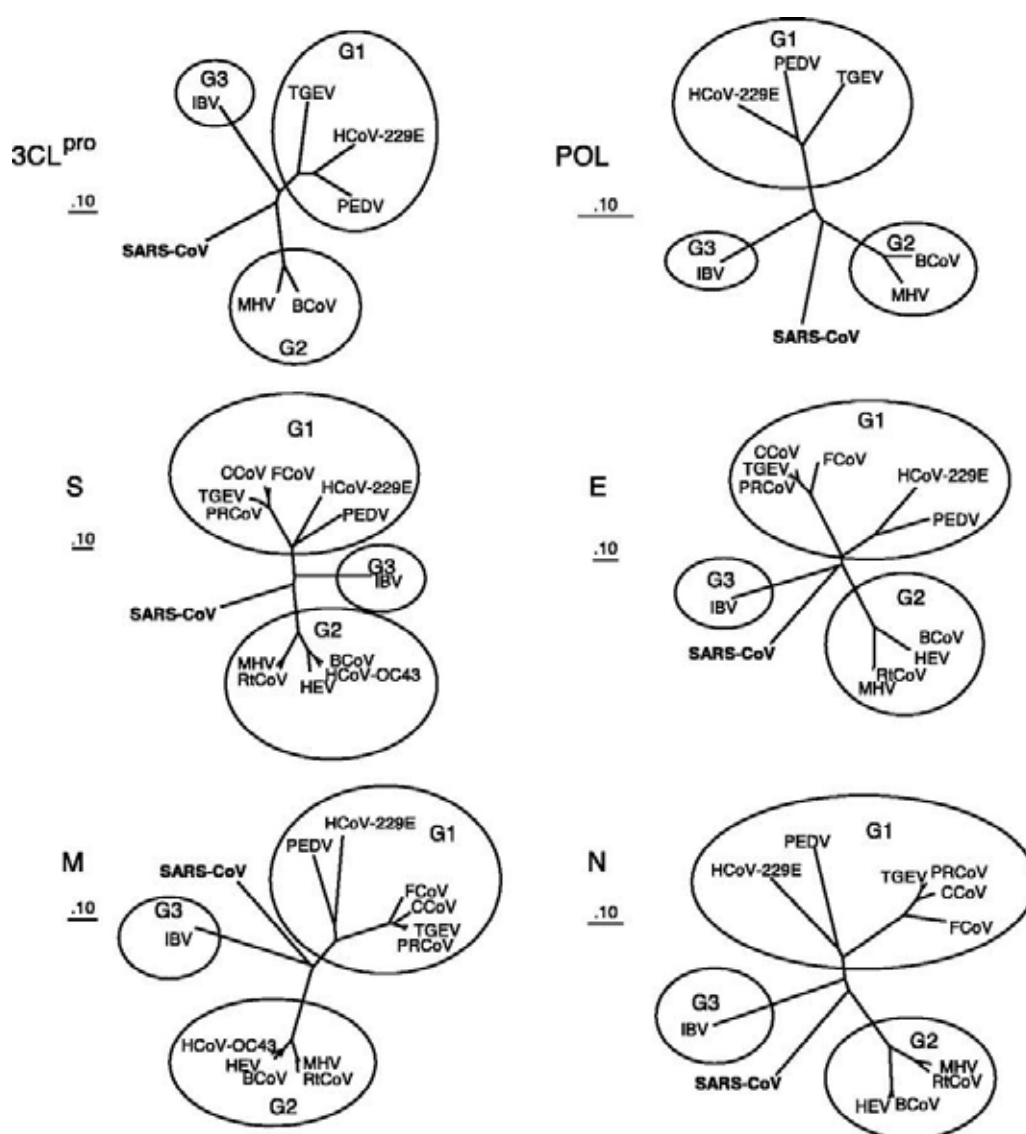 3CL^pro
.10
G3
IBV
G1
TGEV
HCoV-229E
PEDV
SARS-CoV
MHV
BCoV
G2
POL
.10
G1
PEDV
HCoV-229E
TGEV
G3
IBV
G2
BCoV
MHV
SARS-CoV
S
.10
G1
CCoV FCoV
TGEV
PRCoV
HCoV-229E
PEDV
G3
IBV
SARS-CoV
G2
MHV
RtCoV
BCoV
HCoV-OC43
HEV
E
.10
G1
CCoV
TGEV
PRCoV
FCoV
HCoV-229E
PEDV
G3
IBV
SARS-CoV
G2
BCoV
HEV
RtCoV
MHV
M
.10
HCoV-229E
G1
PEDV
SARS-CoV
FCoV
CCoV
TGEV
PRCoV
G3
IBV
HCoV-OC43
HEV
BCoV
MHV
RtCoV
G2
N
.10
G1
PEDV
HCoV-229E
TGEV
PRCoV
CCoV
FCoV
G3
IBV
SARS-CoV
G2
MHV
RtCoV
HEV
BCoV